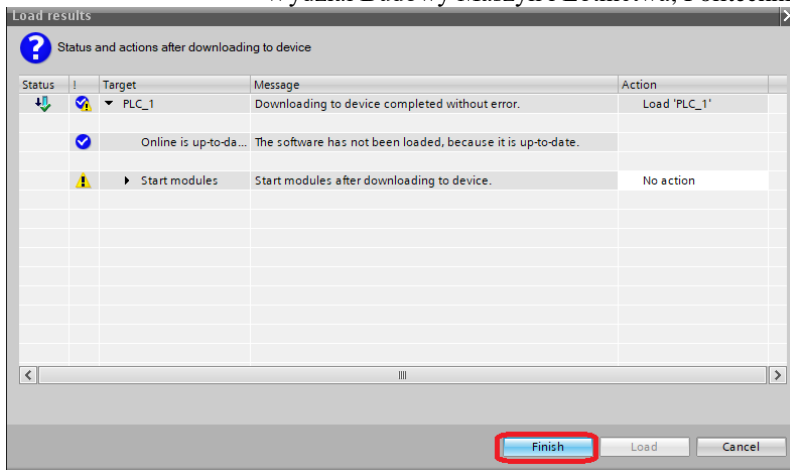 Load results
Status and actions after downloading to device
Status ! Target Message Action
PLC_1 Downloading to device completed without error. Load 'PLC_1'
Online is up-to-da... The software has not been loaded, because it is up-to-date.
Start modules Start modules after downloading to device. No action
Finish Load Cancel